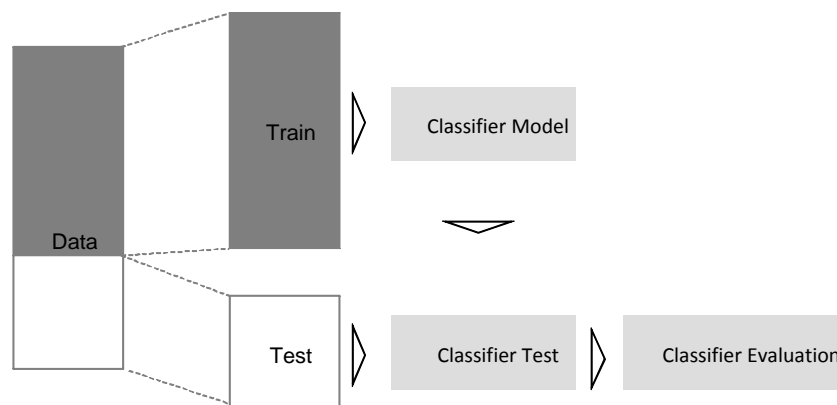 Train
Classifier Model
Data
Test
Classifier Test
Classifier Evaluation